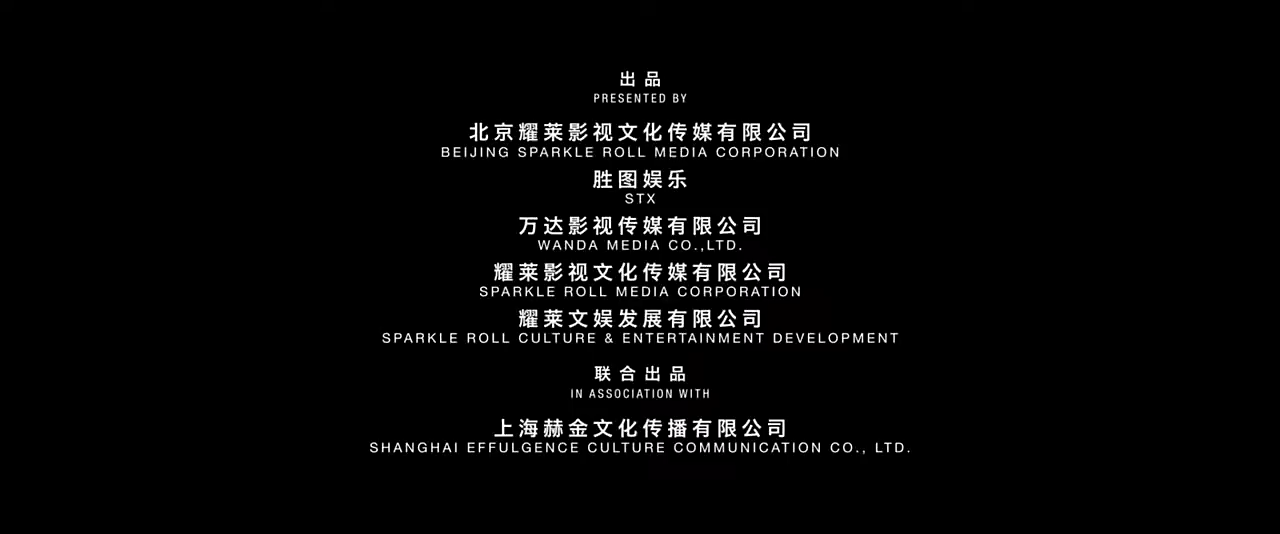 出品
PRESENTED BY
北京耀莱影视文化传媒有限公司
BEIJING SPARKLE ROLL MEDIA CORPORATION
胜图娱乐
STX
万达影视传媒有限公司
WANDA MEDIA CO.,LTD.
耀莱影视文化传媒有限公司
SPARKLE ROLL MEDIA CORPORATION
耀莱文娱发展有限公司
SPARKLE ROLL CULTURE & ENTERTAINMENT DEVELOPMENT
联合出品
IN ASSOCIATION WITH
上海赫金文化传播有限公司
SHANGHAI EFFULGENCE CULTURE COMMUNICATION CO., LTD.